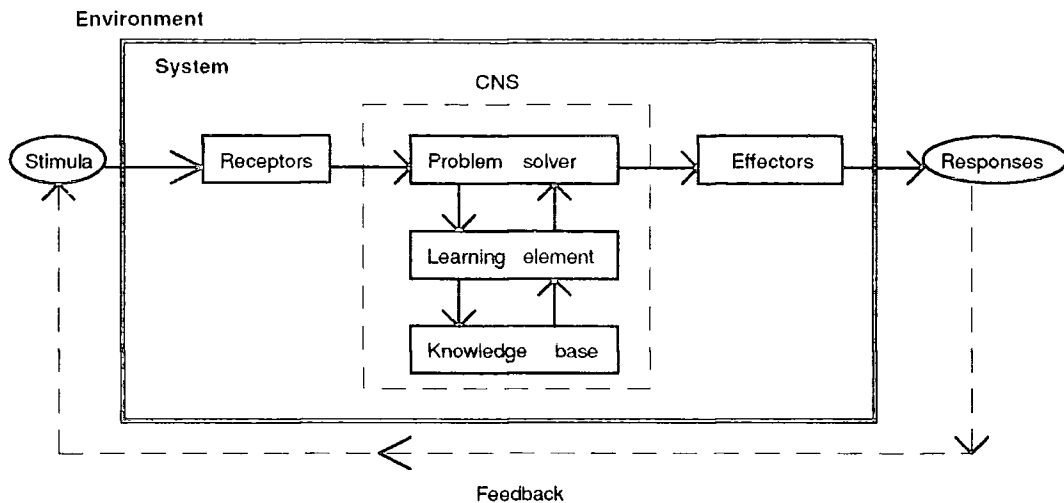 Environment
System
CNS
Stimula
Receptors
Problem solver
Effectors
Responses
Learning element
Knowledge base
Feedback